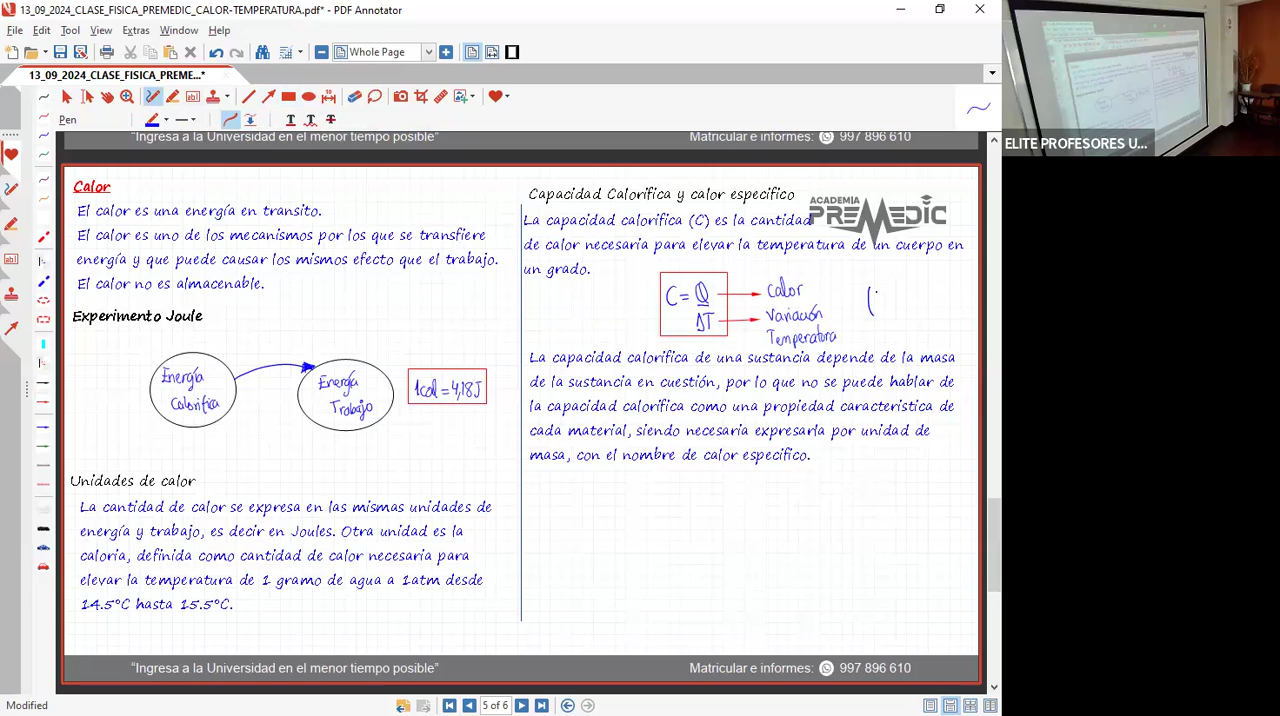 13_09_2024_CLASE_FISICA_PREMEDIC_CALOR-TEMPERATURA.pdf* - PDF Annotator
File Edit Tool View Extras Window Help
Whole Page
13_09_2024_CLASE_FISICA_PREME...*
Pen
"Ingresa a la Universidad en el menor tiempo posible"
Matricular e informes: 997 896 610
Calor
El calor es una energía en transito.
El calor es uno de los mecanismos por los que se transfiere
energía y que puede causar los mismos efecto que el trabajo.
El calor no es almacenable.
Experimento Joule
Energía
Calorífica
Energía
Trabajo
1cal = 4,18J
Unidades de calor
La cantidad de calor se expresa en las mismas unidades de
energía y trabajo, es decir en Joules. Otra unidad es la
caloria, definida como cantidad de calor necesaria para
elevar la temperatura de 1 gramo de agua a 1atm desde
14.5°C hasta 15.5°C.
Capacidad Calorifica y calor especifico
ACADEMIA
PREMEDIC
La capacidad calorifica (C) es la cantidad
de calor necesaria para elevar la temperatura de un cuerpo en
un grado.
C = Q
ΔT
Calor
Variación
Temperatura
La capacidad calorifica de una sustancia depende de la masa
de la sustancia en cuestión, por lo que no se puede hablar de
la capacidad calorifica como una propiedad caracteristica de
cada material, siendo necesaria expresarla por unidad de
masa, con el nombre de calor especifico.
"Ingresa a la Universidad en el menor tiempo posible"
Matricular e informes: 997 896 610
Modified
5 of 6
ELITE PROFESORES U...